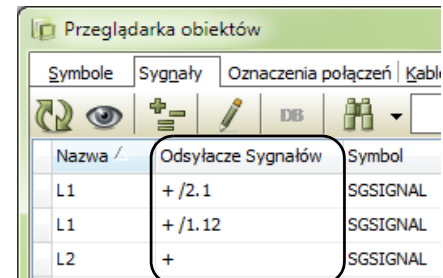 Przeglądarka obiektów
Symbole Sygnały Oznaczenia połączeń
DB
Nazwa Odsyłacze Sygnałów Symbol
L1 + /2.1 SGSIGNAL
L1 + /1.12 SGSIGNAL
L2 + SGSIGNAL